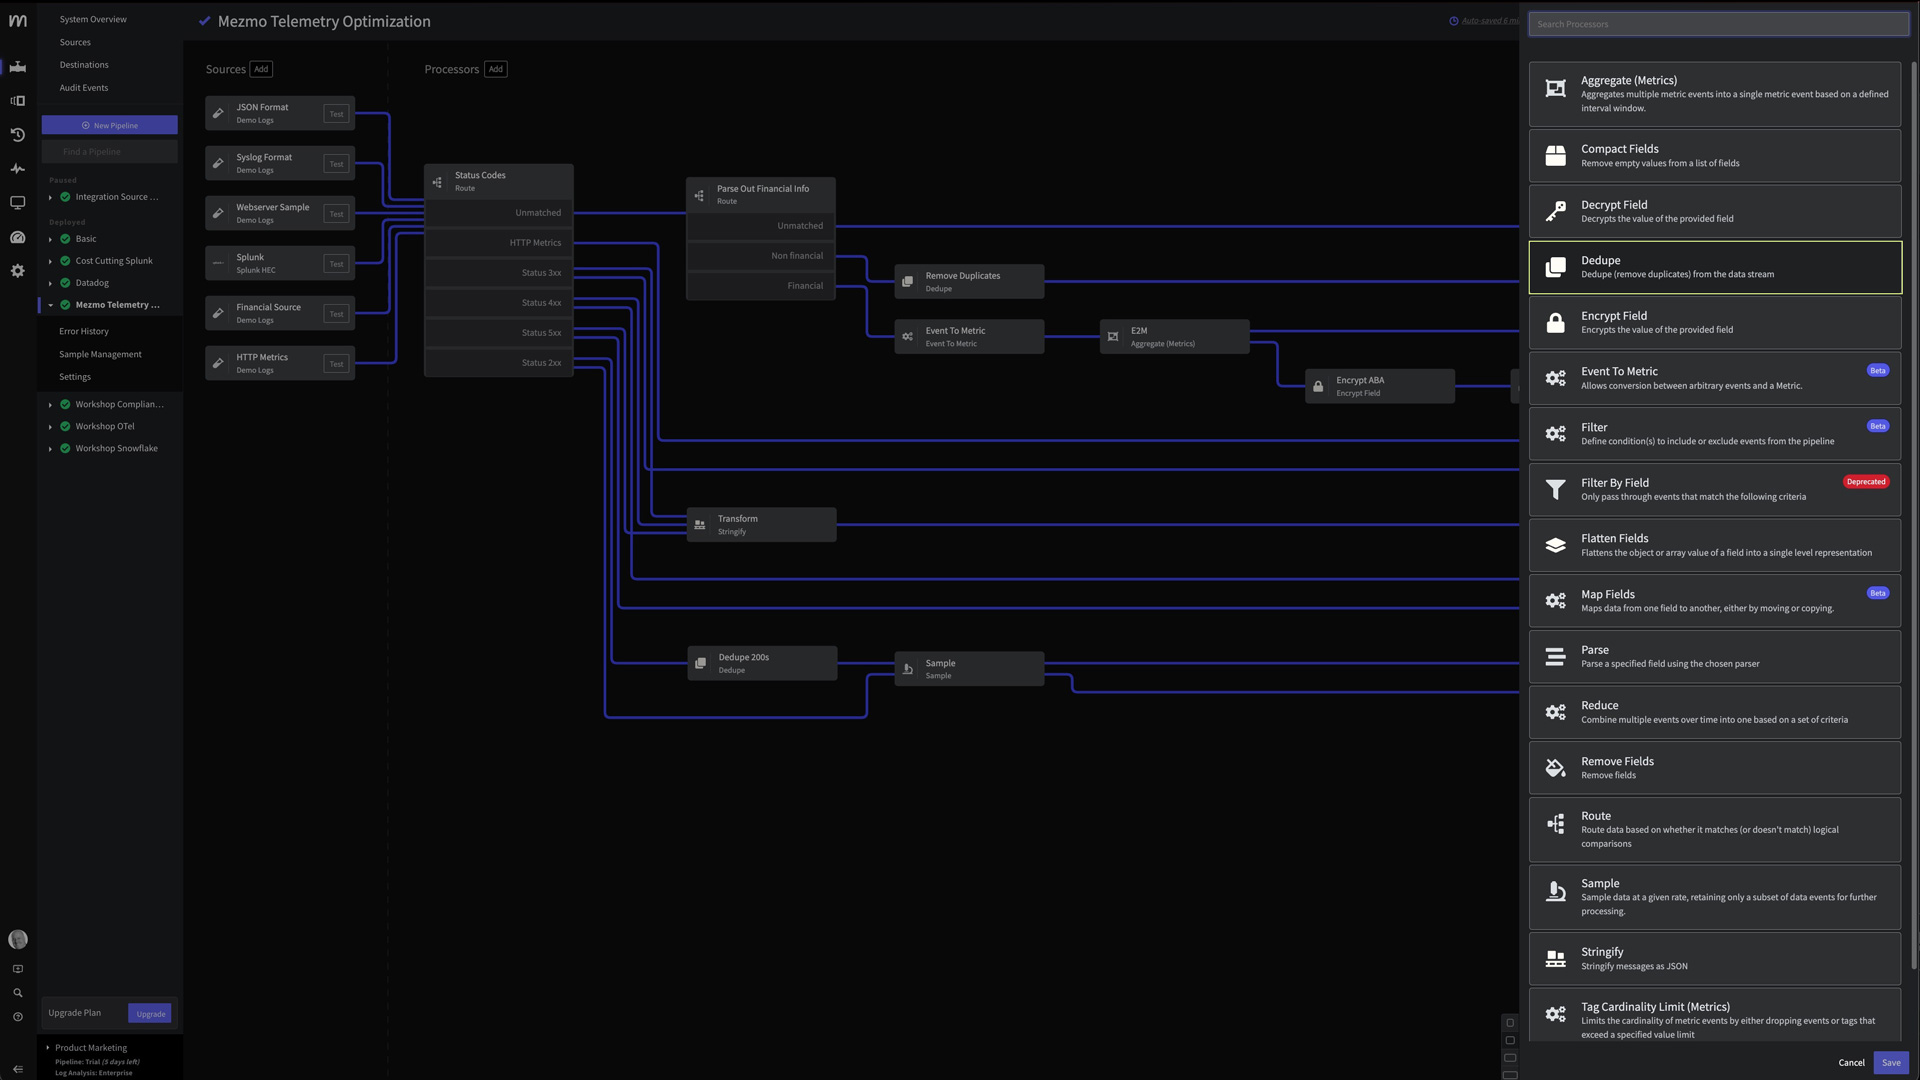 System Overview
Sources
Destinations
Audit Events
New Pipeline
Find a Pipeline
Paused
Integration Source ...
Deployed
Basic
Cost Cutting Splunk
Datadog
Mezmo Telemetry ...
Error History
Sample Management
Settings
Workshop Complian...
Workshop OTel
Workshop Snowflake
Upgrade Plan
Upgrade
Product Marketing
Pipeline: Trial (5 days left)
Log Analysis: Enterprise
Mezmo Telemetry Optimization
Auto-saved 6 mi
Sources
Add
Processors
Add
JSON Format
Demo Logs
Test
Syslog Format
Demo Logs
Test
Webserver Sample
Demo Logs
Test
Splunk
Splunk HEC
Test
Financial Source
Demo Logs
Test
HTTP Metrics
Demo Logs
Test
Status Codes
Route
Unmatched
HTTP Metrics
Status 3xx
Status 4xx
Status 5xx
Status 2xx
Parse Out Financial Info
Route
Unmatched
Non financial
Financial
Remove Duplicates
Dedupe
Event To Metric
Event To Metric
E2M
Aggregate (Metrics)
Encrypt ABA
Encrypt Field
Transform
Stringify
Dedupe 200s
Dedupe
Sample
Sample
Search Processors
Aggregate (Metrics)
Aggregates multiple metric events into a single metric event based on a defined
interval window.
Compact Fields
Remove empty values from a list of fields
Decrypt Field
Decrypts the value of the provided field
Dedupe
Dedupe (remove duplicates) from the data stream
Encrypt Field
Encrypts the value of the provided field
Event To Metric
Beta
Allows conversion between arbitrary events and a Metric.
Filter
Beta
Define condition(s) to include or exclude events from the pipeline
Filter By Field
Deprecated
Only pass through events that match the following criteria
Flatten Fields
Flattens the object or array value of a field into a single level representation
Map Fields
Beta
Maps data from one field to another, either by moving or copying.
Parse
Parse a specified field using the chosen parser
Reduce
Combine multiple events over time into one based on a set of criteria
Remove Fields
Remove fields
Route
Route data based on whether it matches (or doesn't match) logical
comparisons
Sample
Sample data at a given rate, retaining only a subset of data events for further
processing.
Stringify
Stringify messages as JSON
Tag Cardinality Limit (Metrics)
Limits the cardinality of metric events by either dropping events or tags that
exceed a specified value limit
Cancel
Save